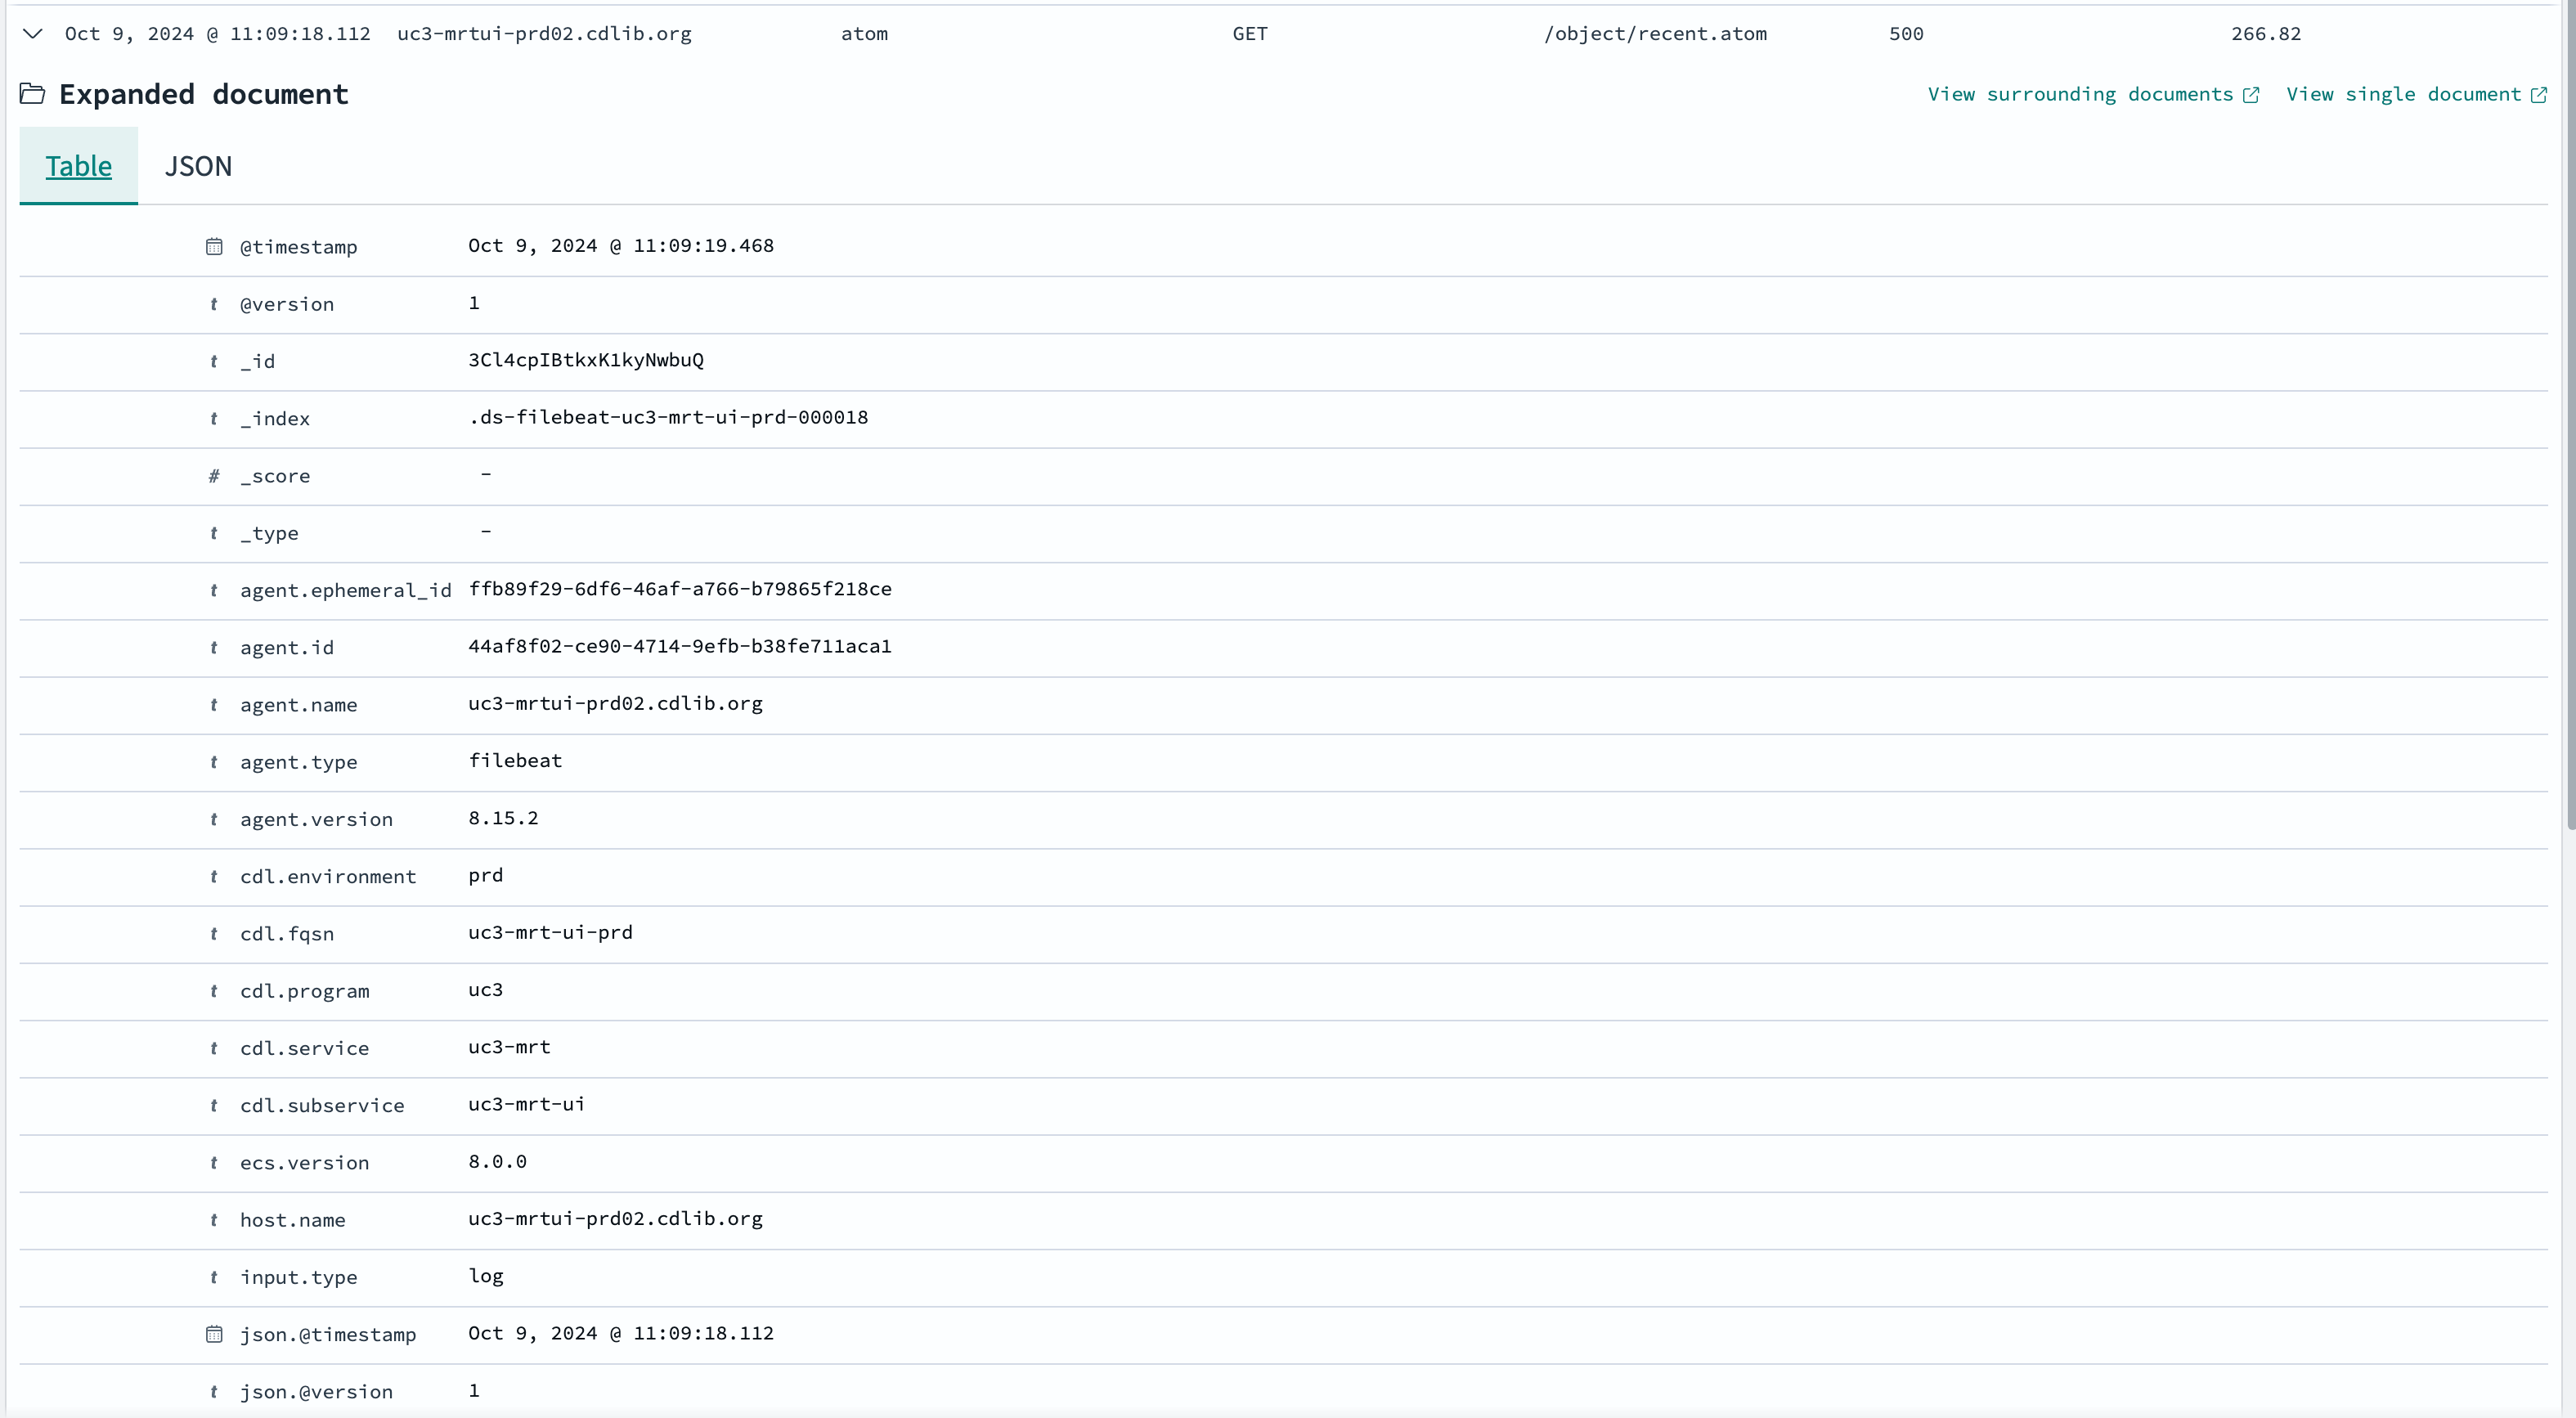 Oct 9, 2024 @ 11:09:18.112 uc3-mrtui-prd02.cdlib.org atom GET /object/recent.atom 500 266.82
Expanded document View surrounding documents View single document
Table JSON
@timestamp Oct 9, 2024 @ 11:09:19.468
t @version 1
t _id 3Cl4cpIBtkxK1kyNwbuQ
t _index .ds-filebeat-uc3-mrt-ui-prd-000018
# _score -
t _type -
t agent.ephemeral_id ffb89f29-6df6-46af-a766-b79865f218ce
t agent.id 44af8f02-ce90-4714-9efb-b38fe711aca1
t agent.name uc3-mrtui-prd02.cdlib.org
t agent.type filebeat
t agent.version 8.15.2
t cdl.environment prd
t cdl.fqsn uc3-mrt-ui-prd
t cdl.program uc3
t cdl.service uc3-mrt
t cdl.subservice uc3-mrt-ui
t ecs.version 8.0.0
t host.name uc3-mrtui-prd02.cdlib.org
t input.type log
json.@timestamp Oct 9, 2024 @ 11:09:18.112
t json.@version 1